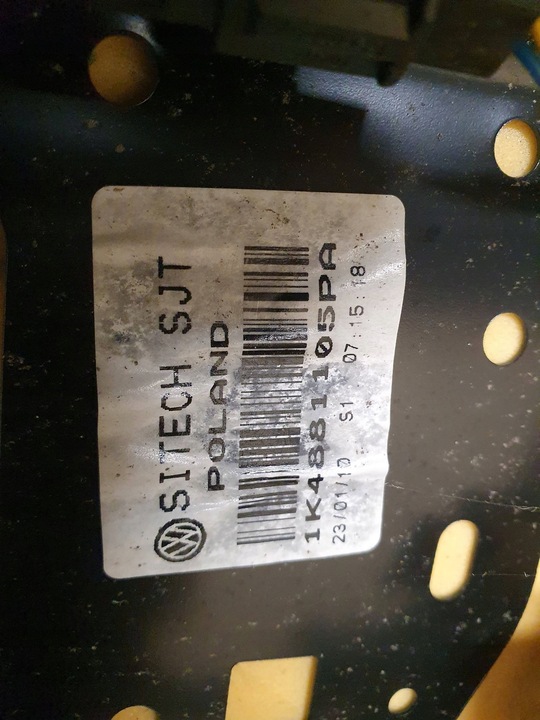 SITECH SJT
POLAND
1K4881105PA
23/01/10 S1 07:15:18